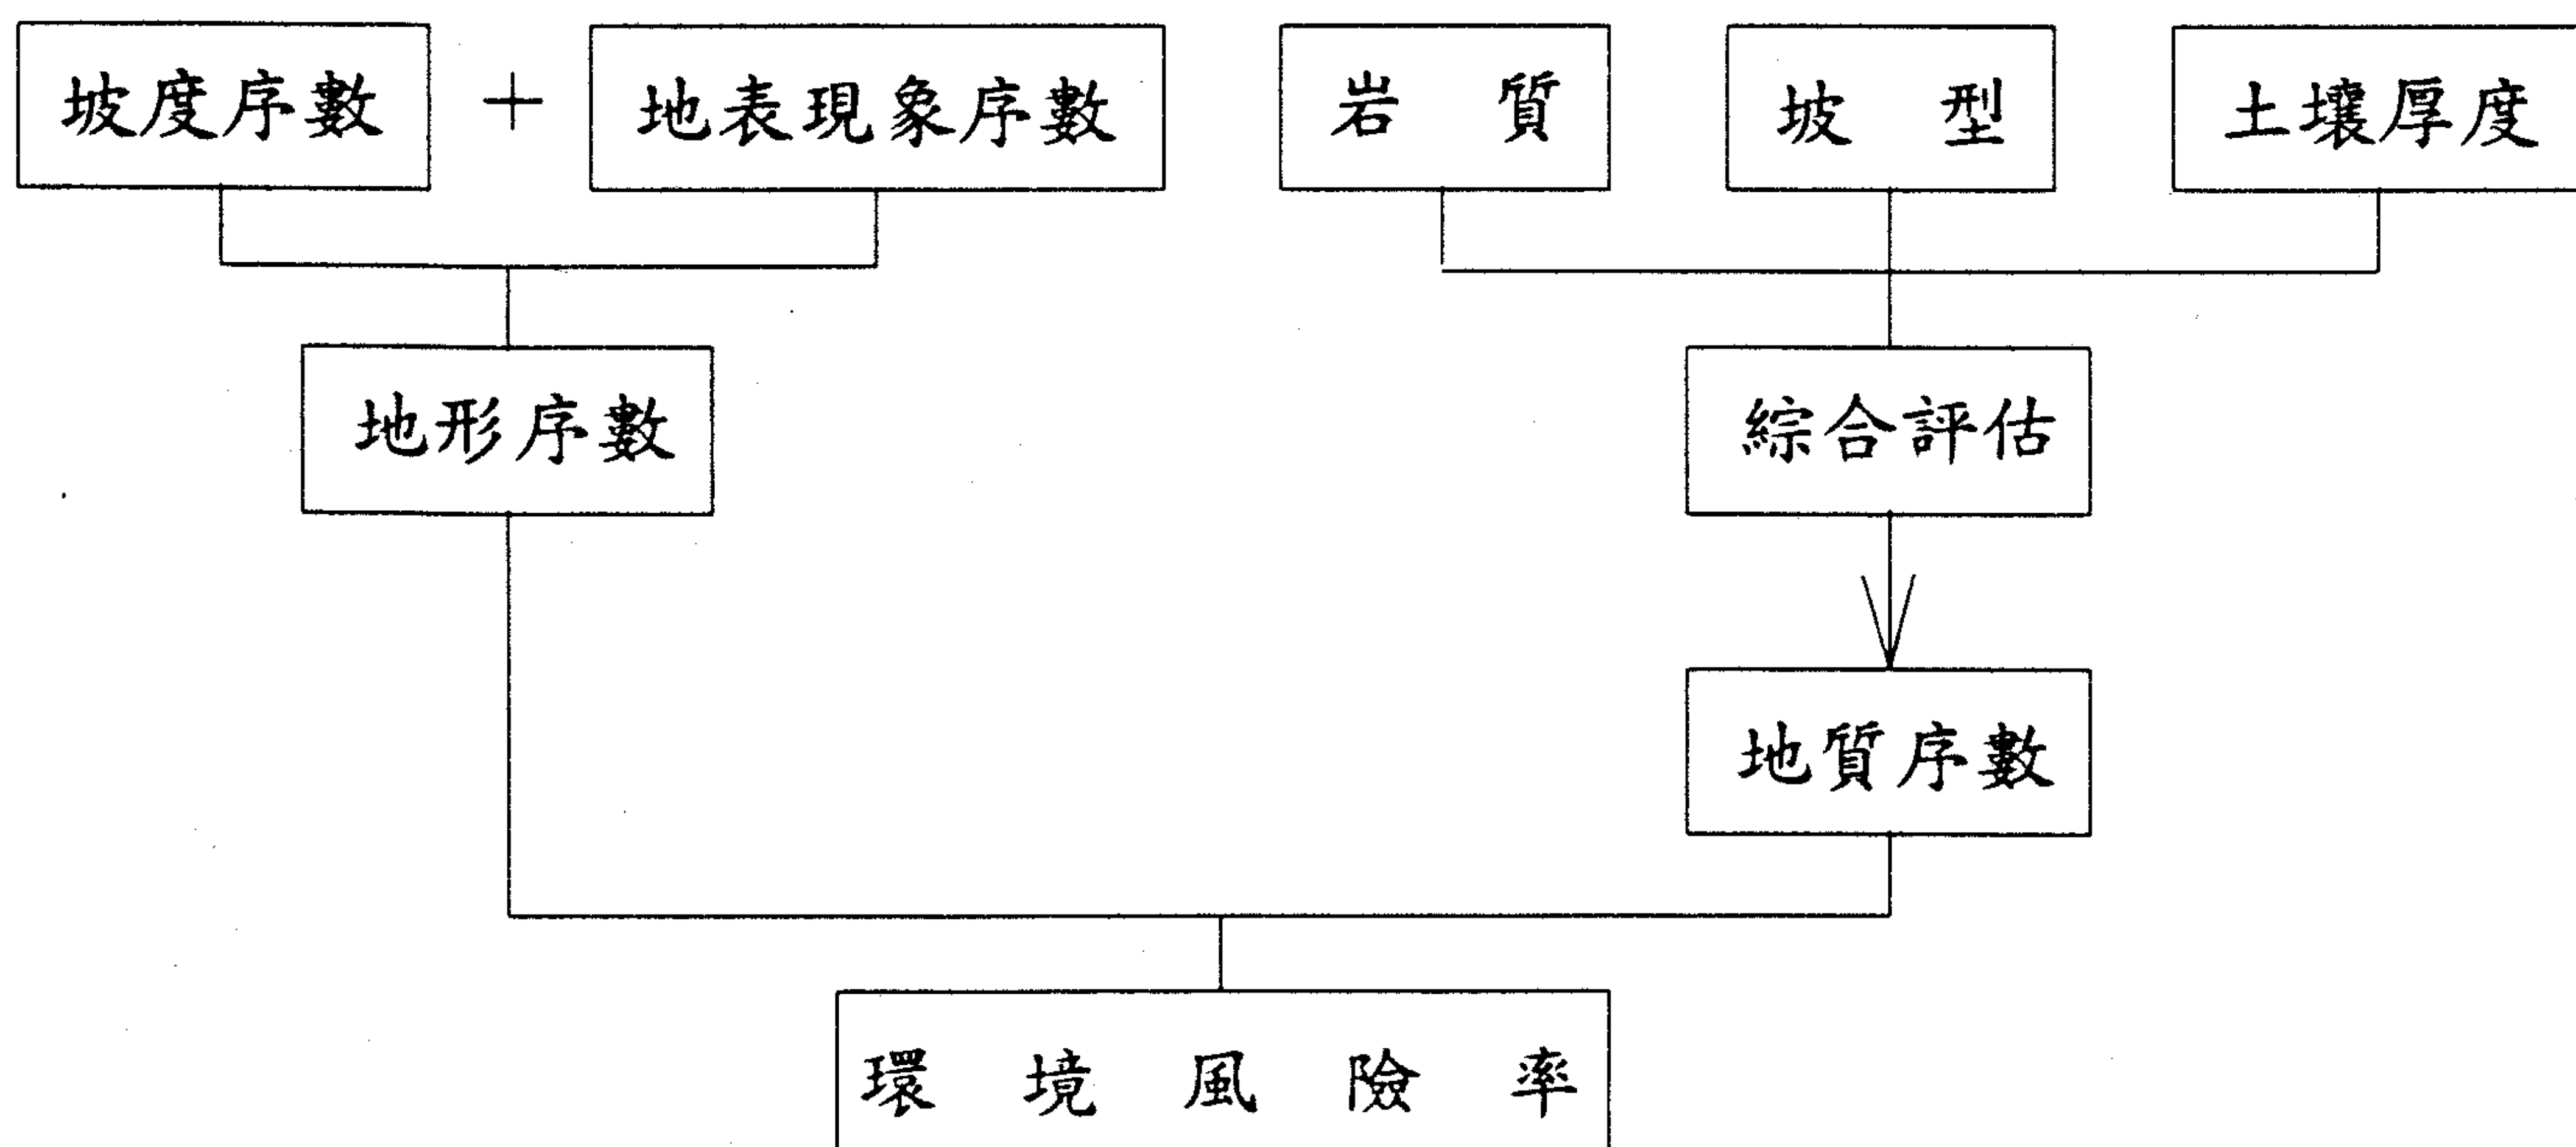 坡度序數 + 地表現象序數 岩 質 坡 型 土壤厚度
地形序數 綜合評估
地質序數
環 境 風 險 率